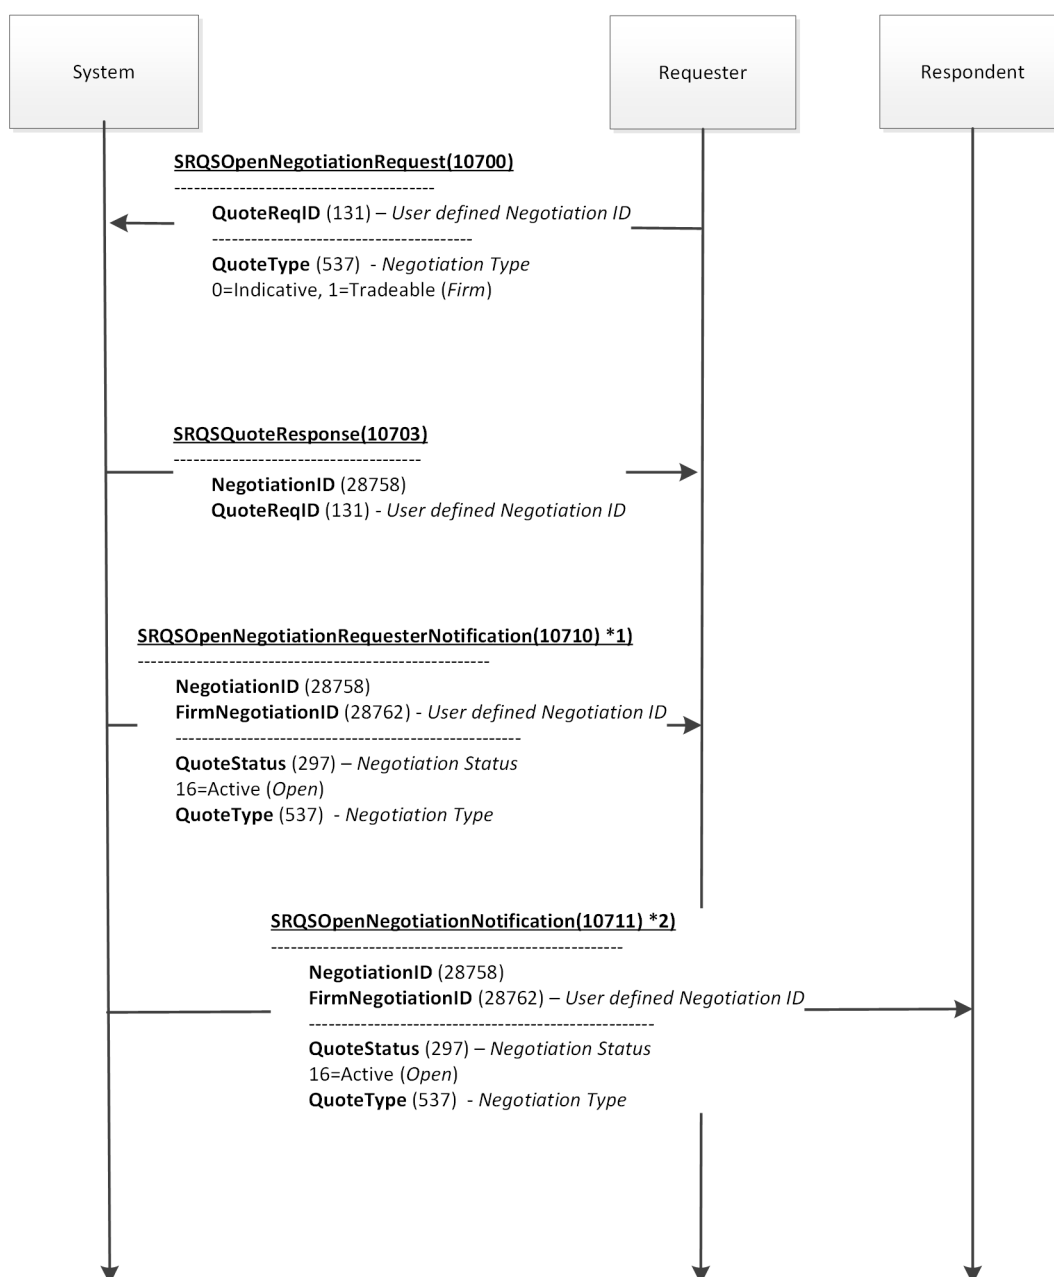 System
Requester
Respondent
SRQSOpenNegotiationRequest(10700)
----------------------------------------
QuoteReqID (131) – User defined Negotiation ID
----------------------------------------
QuoteType (537)  - Negotiation Type
0=Indicative, 1=Tradeable (Firm)
SRQSQuoteResponse(10703)
--------------------------------------
NegotiationID (28758)
QuoteReqID (131) - User defined Negotiation ID
SRQSOpenNegotiationRequesterNotification(10710) *1)
------------------------------------------------------
NegotiationID (28758)
FirmNegotiationID (28762) - User defined Negotiation ID
-----------------------------------------------------
QuoteStatus (297) – Negotiation Status
16=Active (Open)
QuoteType (537)  - Negotiation Type
SRQSOpenNegotiationNotification(10711) *2)
------------------------------------------------------
NegotiationID (28758)
FirmNegotiationID (28762) – User defined Negotiation ID
-----------------------------------------------------
QuoteStatus (297) – Negotiation Status
16=Active (Open)
QuoteType (537)  - Negotiation Type